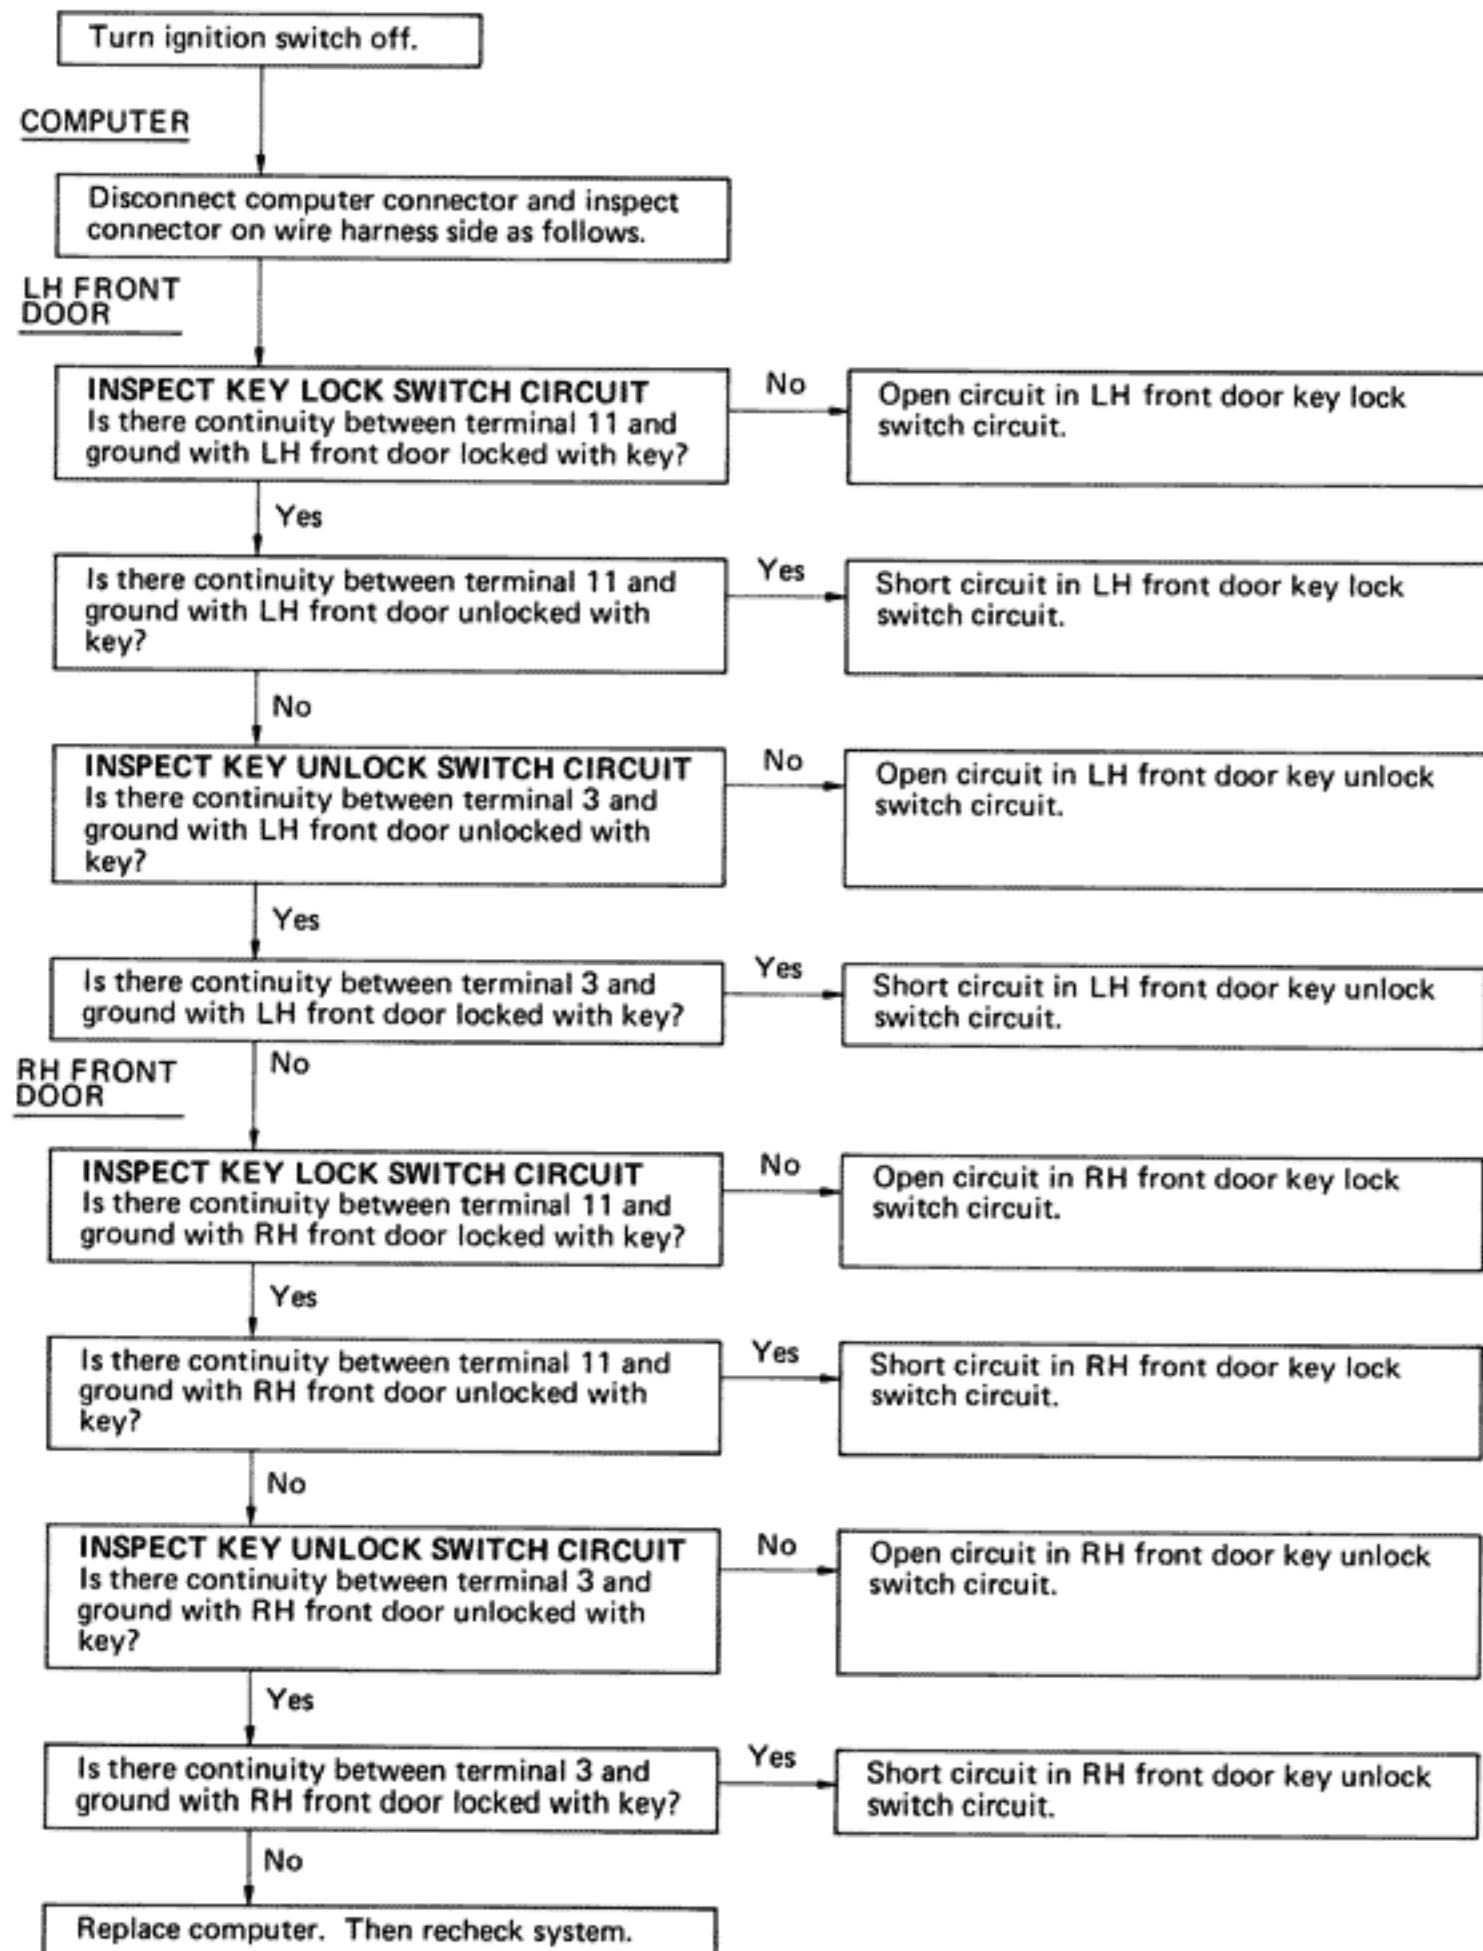 Turn ignition switch off.
COMPUTER
Disconnect computer connector and inspect
connector on wire harness side as follows.
LH FRONT
DOOR
INSPECT KEY LOCK SWITCH CIRCUIT
Is there continuity between terminal 11 and
ground with LH front door locked with key?
No
Open circuit in LH front door key lock
switch circuit.
Yes
Is there continuity between terminal 11 and
ground with LH front door unlocked with
key?
Yes
Short circuit in LH front door key lock
switch circuit.
No
INSPECT KEY UNLOCK SWITCH CIRCUIT
Is there continuity between terminal 3 and
ground with LH front door unlocked with
key?
No
Open circuit in LH front door key unlock
switch circuit.
Yes
Is there continuity between terminal 3 and
ground with LH front door locked with key?
Yes
Short circuit in LH front door key unlock
switch circuit.
No
RH FRONT
DOOR
INSPECT KEY LOCK SWITCH CIRCUIT
Is there continuity between terminal 11 and
ground with RH front door locked with key?
No
Open circuit in RH front door key lock
switch circuit.
Yes
Is there continuity between terminal 11 and
ground with RH front door unlocked with
key?
Yes
Short circuit in RH front door key lock
switch circuit.
No
INSPECT KEY UNLOCK SWITCH CIRCUIT
Is there continuity between terminal 3 and
ground with RH front door unlocked with
key?
No
Open circuit in RH front door key unlock
switch circuit.
Yes
Is there continuity between terminal 3 and
ground with RH front door locked with key?
Yes
Short circuit in RH front door key unlock
switch circuit.
No
Replace computer. Then recheck system.